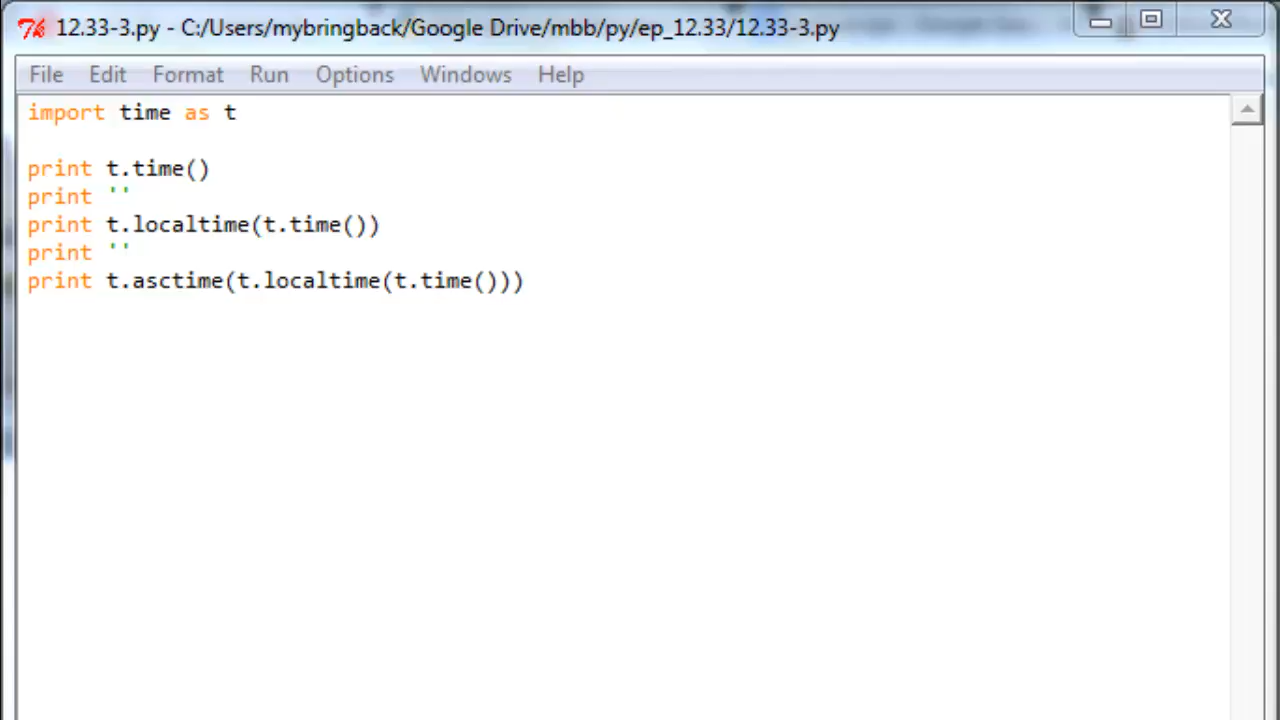 12.33-3.py - C:/Users/mybringback/Google Drive/mbb/py/ep_12.33/12.33-3.py
File Edit Format Run Options Windows Help
import time as t
print t.time()
print ''
print t.localtime(t.time())
print ''
print t.asctime(t.localtime(t.time()))